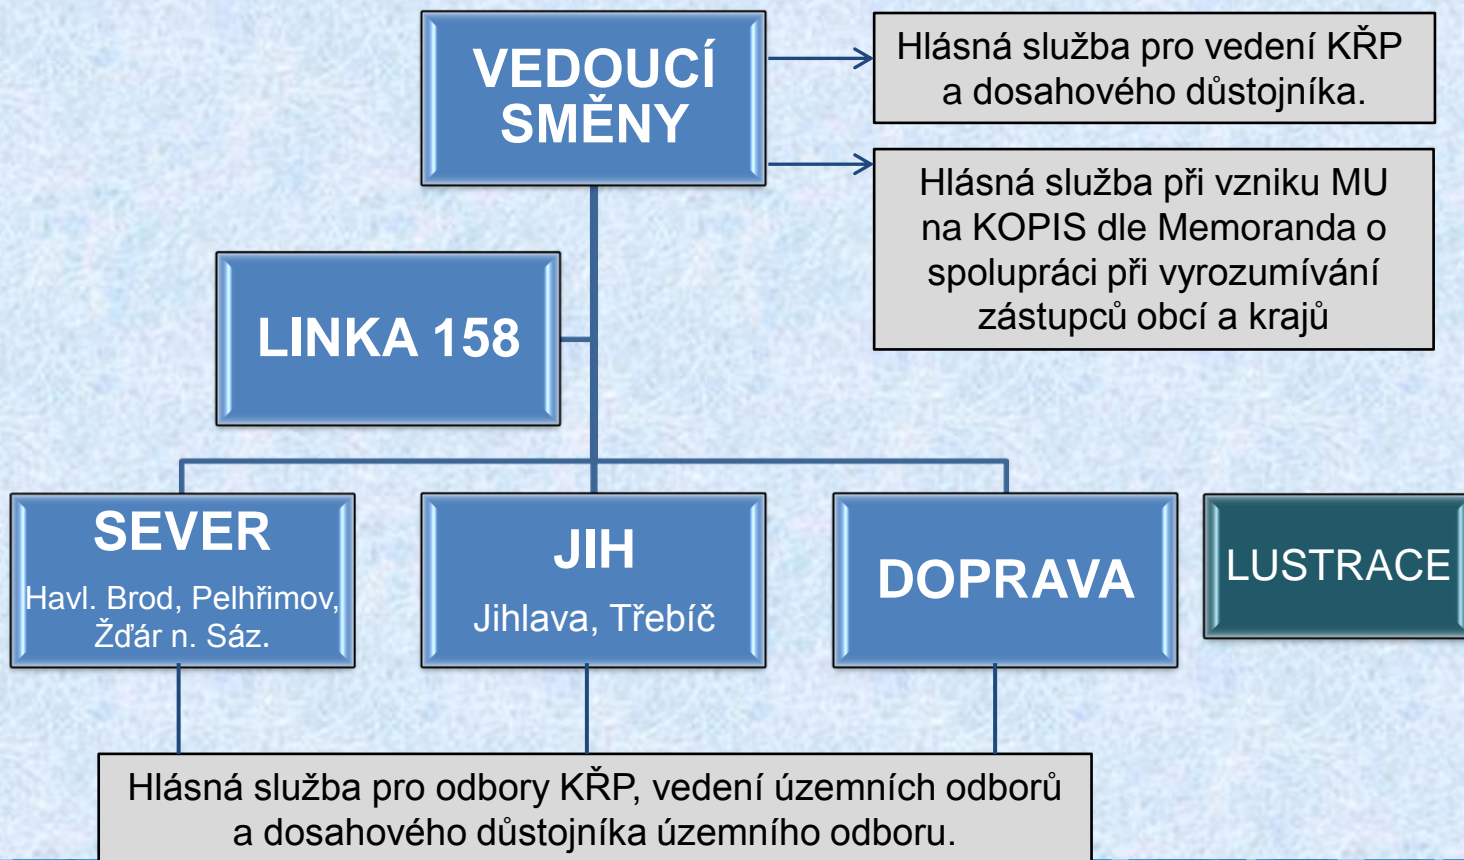 VEDOUCÍ
SMĚNY
Hlásná služba pro vedení KŘP
a dosahového důstojníka.
Hlásná služba při vzniku MU
na KOPIS dle Memoranda o
spolupráci při vyrozumívání
zástupců obcí a krajů
LINKA 158
SEVER
Havl. Brod, Pelhřimov,
Žďár n. Sáz.
JIH
Jihlava, Třebíč
DOPRAVA
LUSTRACE
Hlásná služba pro odbory KŘP, vedení územních odborů
a dosahového důstojníka územního odboru.